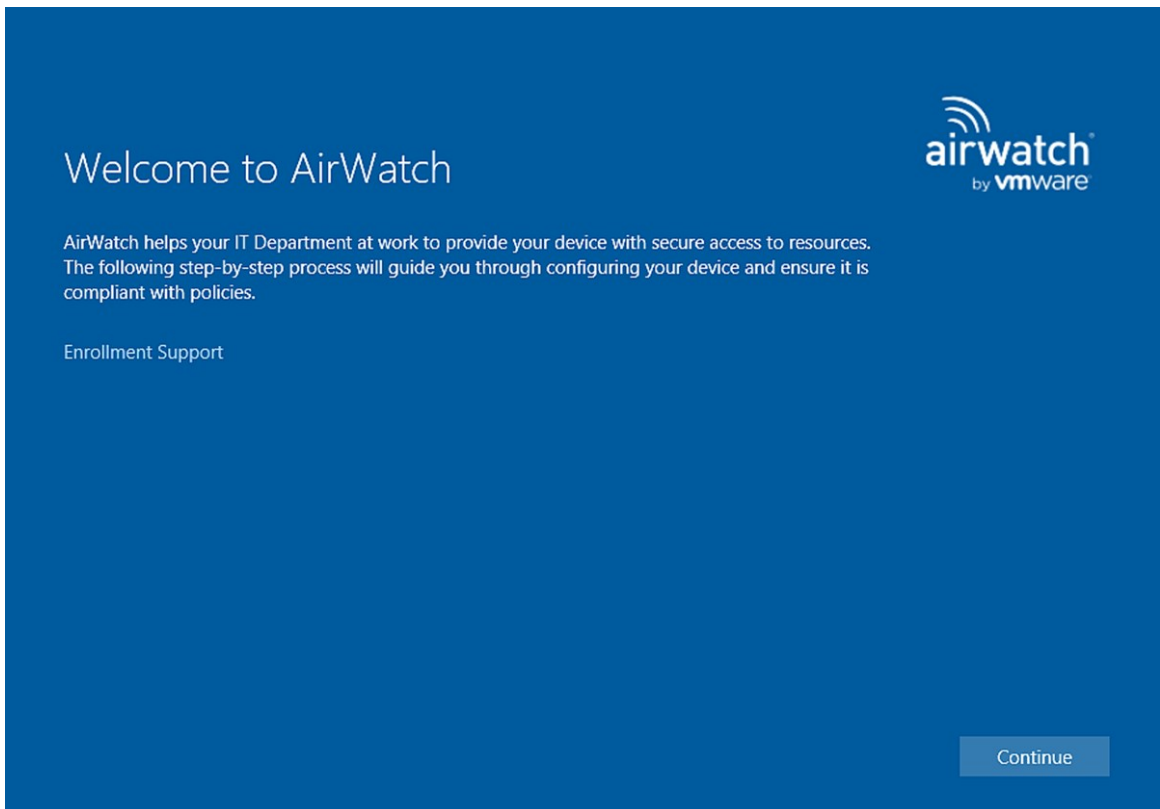 airwatch
by vmware
Welcome to AirWatch
AirWatch helps your IT Department at work to provide your device with secure access to resources.
The following step-by-step process will guide you through configuring your device and ensure it is
compliant with policies.
Enrollment Support
Continue